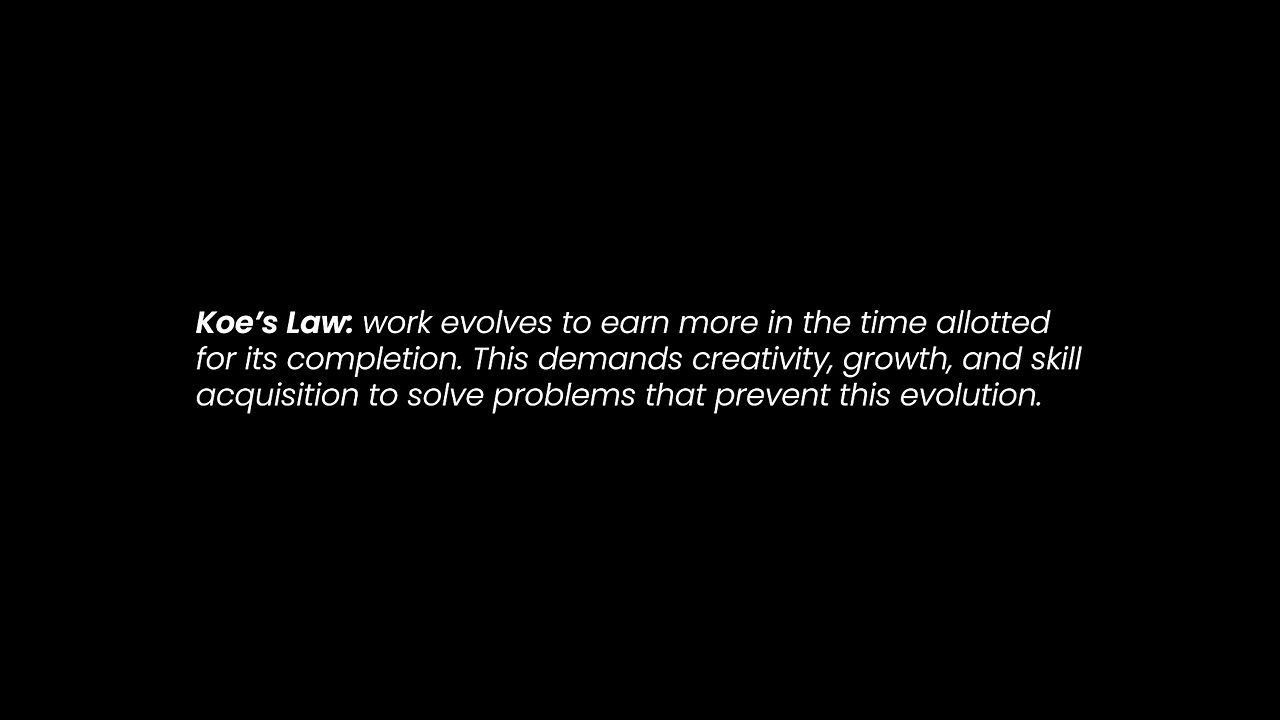 Koe’s Law: work evolves to earn more in the time allotted
for its completion. This demands creativity, growth, and skill
acquisition to solve problems that prevent this evolution.